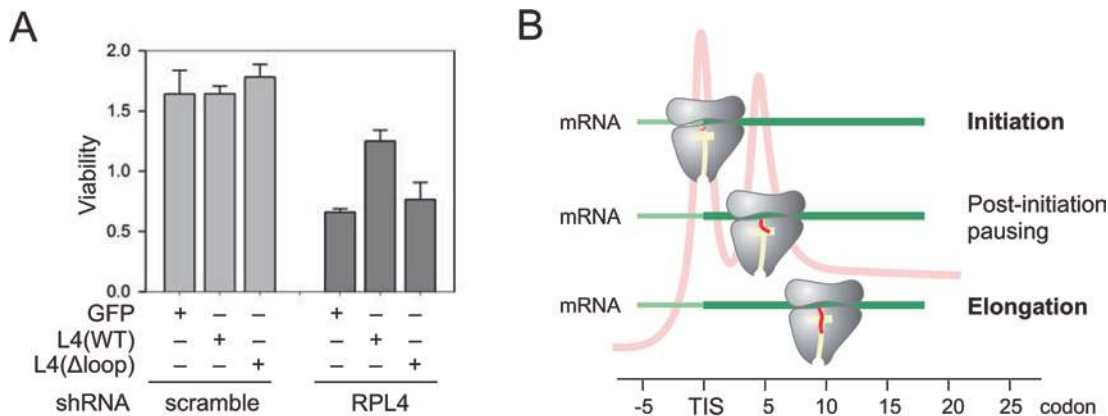 A
Viability
2.0
1.5
1.0
0.5
0.0
GFP + – – + – –
L4(WT) – + – – + –
L4(Δloop) – – + – – +
shRNA scramble RPL4
B
mRNA Initiation
mRNA Post-initiation
pausing
mRNA Elongation
-5 TIS 5 10 15 20 25 codon